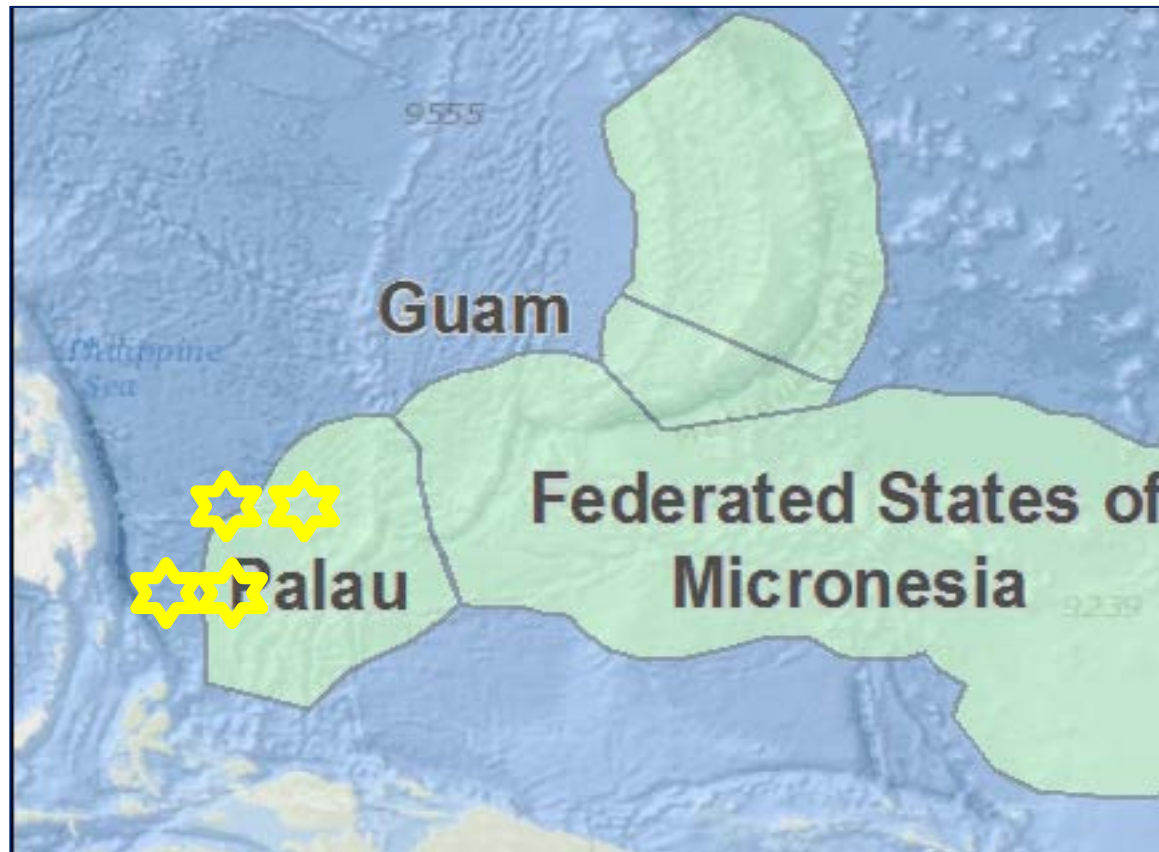 9555
Guam
Philippine
Sea
Federated States of
Micronesia
Palau
9239